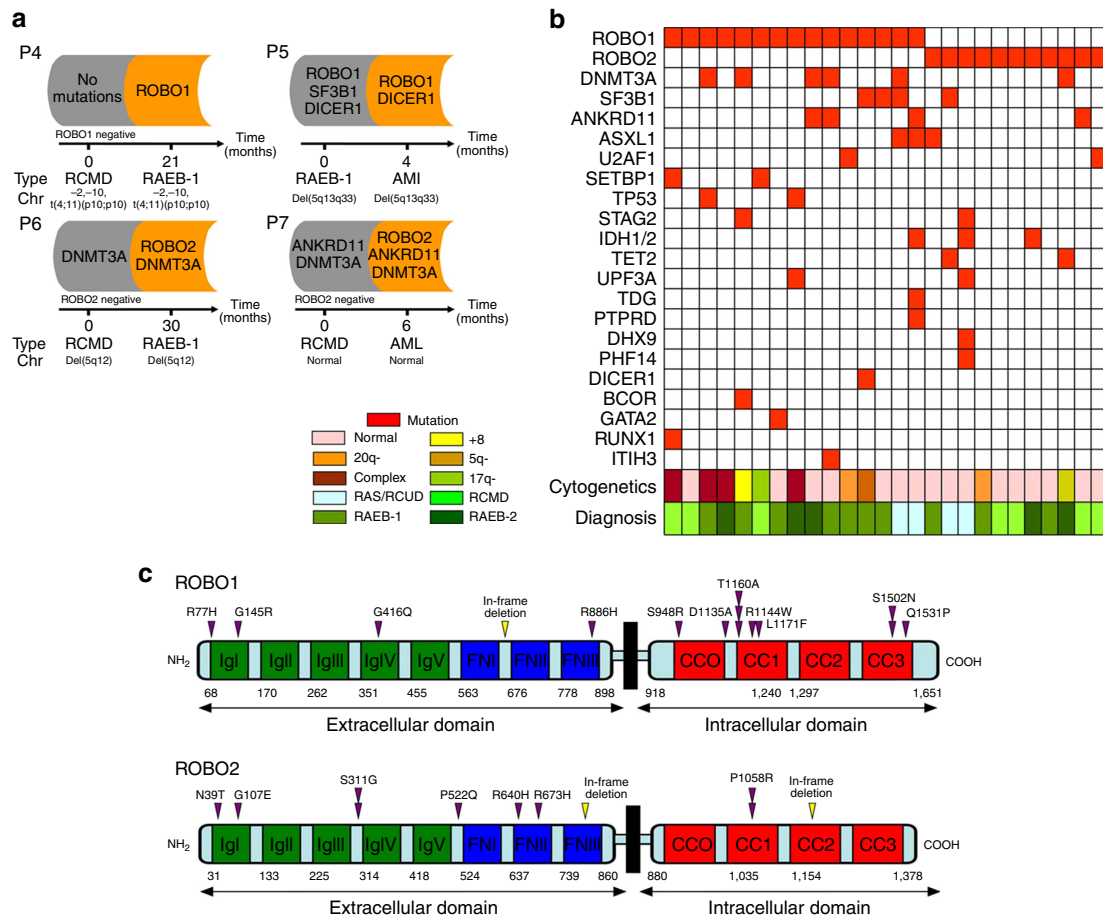 a
P4
No
mutations
ROBO1
ROBO1 negative
Time
(months)
0
21
Type
RCMD
RAEB-1
Chr
–2,–10,
t(4;11)(p10;p10)
–2,–10,
t(4;11)(p10;p10)
P5
ROBO1
SF3B1
DICER1
ROBO1
DICER1
Time
(months)
0
4
RAEB-1
AMI
Del(5q13q33)
Del(5q13q33)
P6
DNMT3A
ROBO2
DNMT3A
ROBO2 negative
Time
(months)
0
30
Type
RCMD
RAEB-1
Chr
Del(5q12)
Del(5q12)
P7
ANKRD11
DNMT3A
ROBO2
ANKRD11
DNMT3A
ROBO2 negative
Time
(months)
0
6
RCMD
AML
Normal
Normal
Mutation
Normal
+8
20q-
5q-
Complex
17q-
RAS/RCUD
RCMD
RAEB-1
RAEB-2
b
ROBO1
ROBO2
DNMT3A
SF3B1
ANKRD11
ASXL1
U2AF1
SETBP1
TP53
STAG2
IDH1/2
TET2
UPF3A
TDG
PTPRD
DHX9
PHF14
DICER1
BCOR
GATA2
RUNX1
ITIH3
Cytogenetics
Diagnosis
c
ROBO1
R77H
G145R
G416Q
In-frame
deletion
R886H
S948R
D1135A
T1160A
R1144W
L1171F
S1502N
Q1531P
NH2
IgI
IgII
IgIII
IgIV
IgV
FNI
FNII
FNIII
CCO
CC1
CC2
CC3
COOH
68
170
262
351
455
563
676
778
898
918
1,240
1,297
1,651
Extracellular domain
Intracellular domain
ROBO2
N39T
G107E
S311G
P522Q
R640H
R673H
In-frame
deletion
P1058R
In-frame
deletion
NH2
IgI
IgII
IgIII
IgIV
IgV
FNI
FNII
FNIII
CCO
CC1
CC2
CC3
COOH
31
133
225
314
418
524
637
739
860
880
1,035
1,154
1,378
Extracellular domain
Intracellular domain